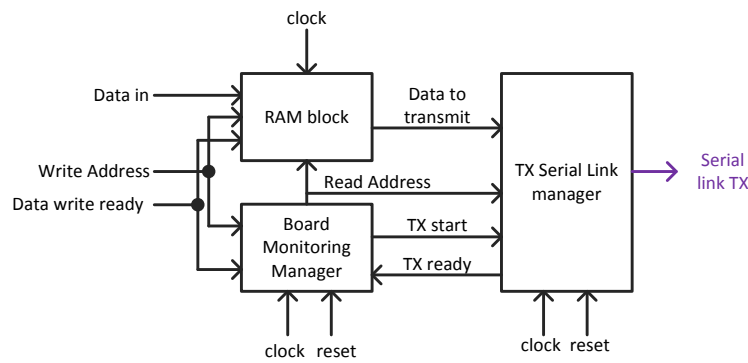 clock
Data in
RAM block
Data to
transmit
Write Address
Data write ready
Read Address
TX Serial Link
manager
Serial
link TX
Board
Monitoring
Manager
TX start
TX ready
clock
reset
clock
reset